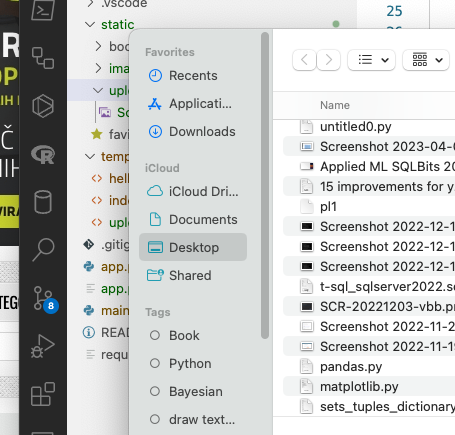 .vscode
static
boo
ima
uplo
Sc
favi
temp
hell
inde
uplo
.gitig
app.p
app.p
main
READ
requ
8
Favorites
Recents
Applicati...
Downloads
iCloud
iCloud Dri...
Documents
Desktop
Shared
Tags
Book
Python
Bayesian
draw text...
25
Name
untitled0.py
Screenshot 2023-04-0
Applied ML SQLBits 20
15 improvements for y
pl1
Screenshot 2022-12-1
Screenshot 2022-12-1
Screenshot 2022-12-1
t-sql_sqlserver2022.s
SCR-20221203-vbb.pr
Screenshot 2022-11-2
Screenshot 2022-11-19
pandas.py
matplotlib.py
sets_tuples_dictionary